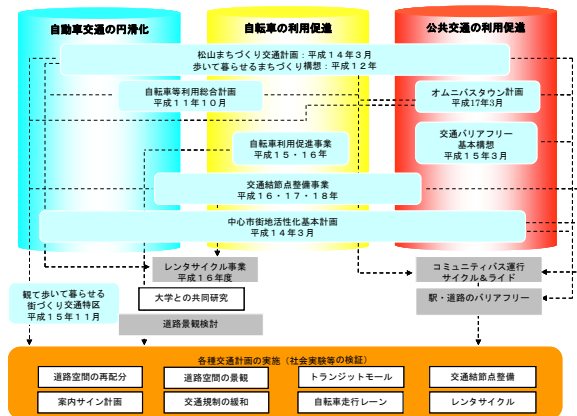 自動車交通の円滑化
自転車の利用促進
公共交通の利用促進
松山まちづくり交通計画：平成１４年３月
歩いて暮らせるまちづくり構想：平成１２年
自転車等利用総合計画
平成１１年１０月
オムニバスタウン計画
平成17年3月
自転車利用促進事業
平成１５・１６年
交通バリアフリー
基本構想
平成１５年３月
交通結節点整備事業
平成１６・１７・１８年
中心市街地活性化基本計画
平成１４年３月
レンタサイクル事業
平成１６年度
コミュニティバス運行
サイクル＆ライド
観て歩いて暮らせる
街づくり交通特区
平成１５年１１月
大学との共同研究
駅・道路のバリアフリー
道路景観検討
各種交通計画の実施（社会実験等の検証）
道路空間の再配分
道路空間の景観
トランジットモール
交通結節点整備
案内サイン計画
交通規制の緩和
自転車走行レーン
レンタサイクル